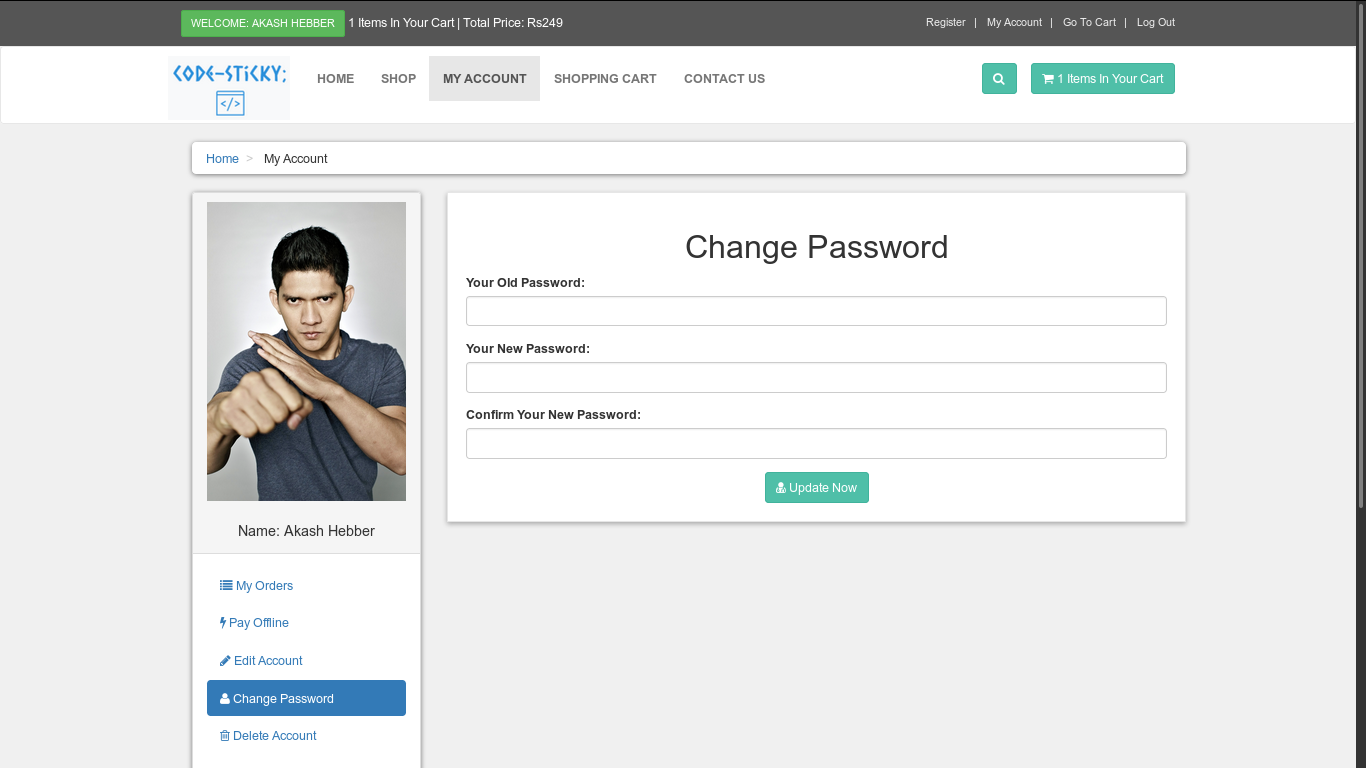 WELCOME: AKASH HEBBER 1 Items In Your Cart | Total Price: Rs249
Register | My Account | Go To Cart | Log Out
CODE-STiCKY;
</>
HOME SHOP MY ACCOUNT SHOPPING CART CONTACT US
1 Items In Your Cart
Home > My Account
Change Password
Your Old Password:
Your New Password:
Confirm Your New Password:
Update Now
Name: Akash Hebber
My Orders
Pay Offline
Edit Account
Change Password
Delete Account